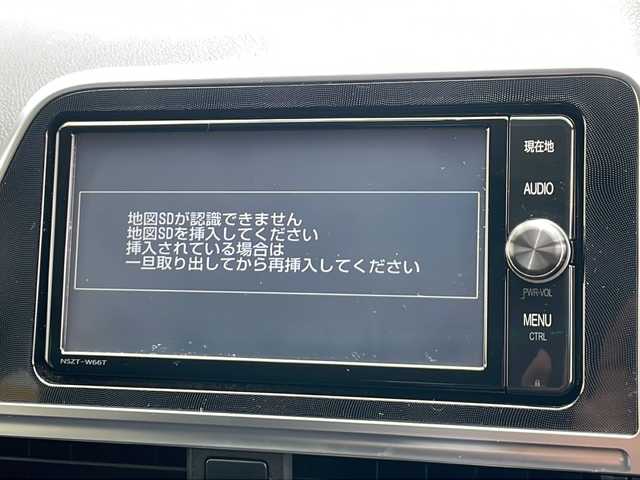 地図SDが認識できません
地図SDを挿入してください
挿入されている場合は
一旦取り出してから再挿入してください
NSZT-W66T
現在地
AUDIO
PWR·VOL
MENU
CTRL